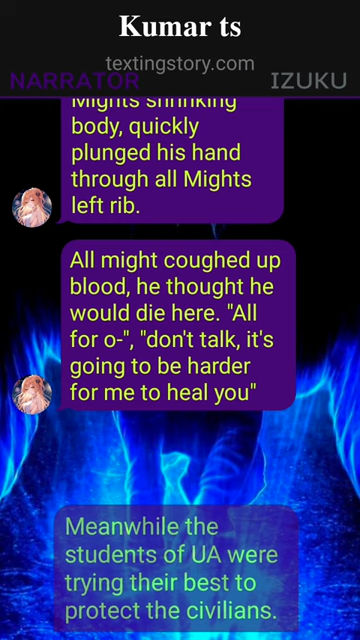 Kumar ts
textingstory.com
NARRATOR IZUKU
Mights shrinking
body, quickly
plunged his hand
through all Mights
left rib.
All might coughed up
blood, he thought he
would die here. "All
for o-", "don't talk, it's
going to be harder
for me to heal you"
Meanwhile the
students of UA were
trying their best to
protect the civilians.